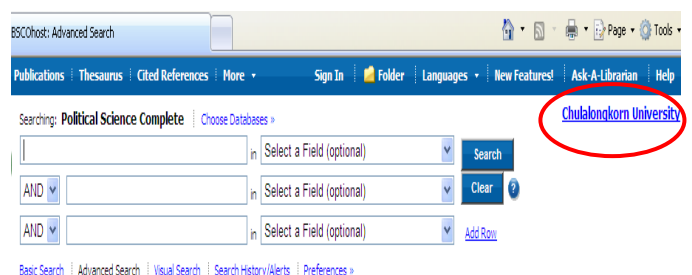 BSCOhost: Advanced Search
Page Tools
Publications Thesaurus Cited References More Sign In Folder Languages New Features! Ask-A-Librarian Help
Searching: Political Science Complete Choose Databases »
Chulalongkorn University
in Select a Field (optional) Search
AND in Select a Field (optional) Clear ?
AND in Select a Field (optional) Add Row
Basic Search Advanced Search Visual Search Search History/Alerts Preferences »